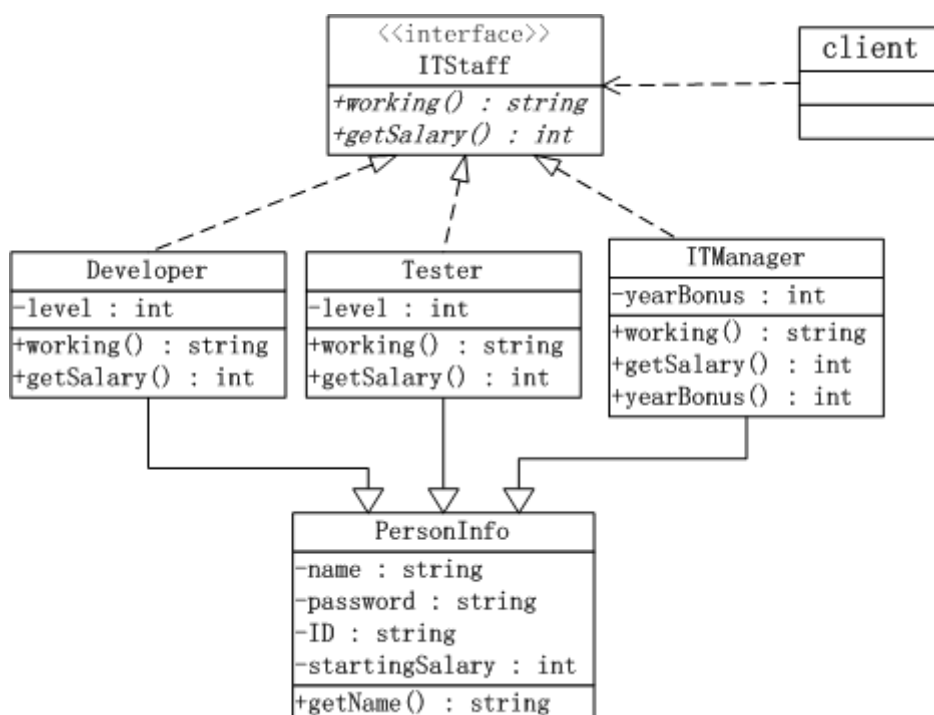 <<interface>>
ITStaff
+working() : string
+getSalary() : int
client
Developer
-level : int
+working() : string
+getSalary() : int
Tester
-level : int
+working() : string
+getSalary() : int
ITManager
-yearBonus : int
+working() : string
+getSalary() : int
+yearBonus() : int
PersonInfo
-name : string
-password : string
-ID : string
-startingSalary : int
+getName() : string